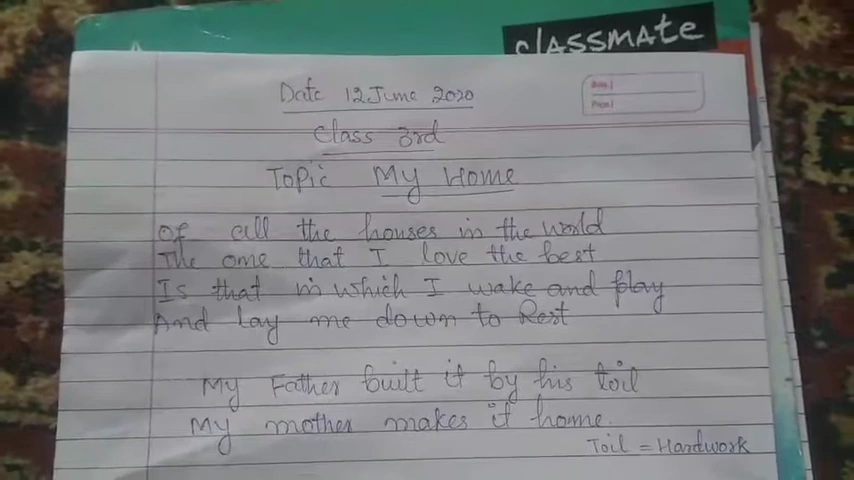 classmate
Date 12 June 2020
Date
Page
Class 3rd
Topic My Home
Of all the houses in the world
The one that I love the best
Is that in which I wake and play
And lay me down to Rest
My Father built it by his toil
My mother makes it home.
Toil = Hardwork